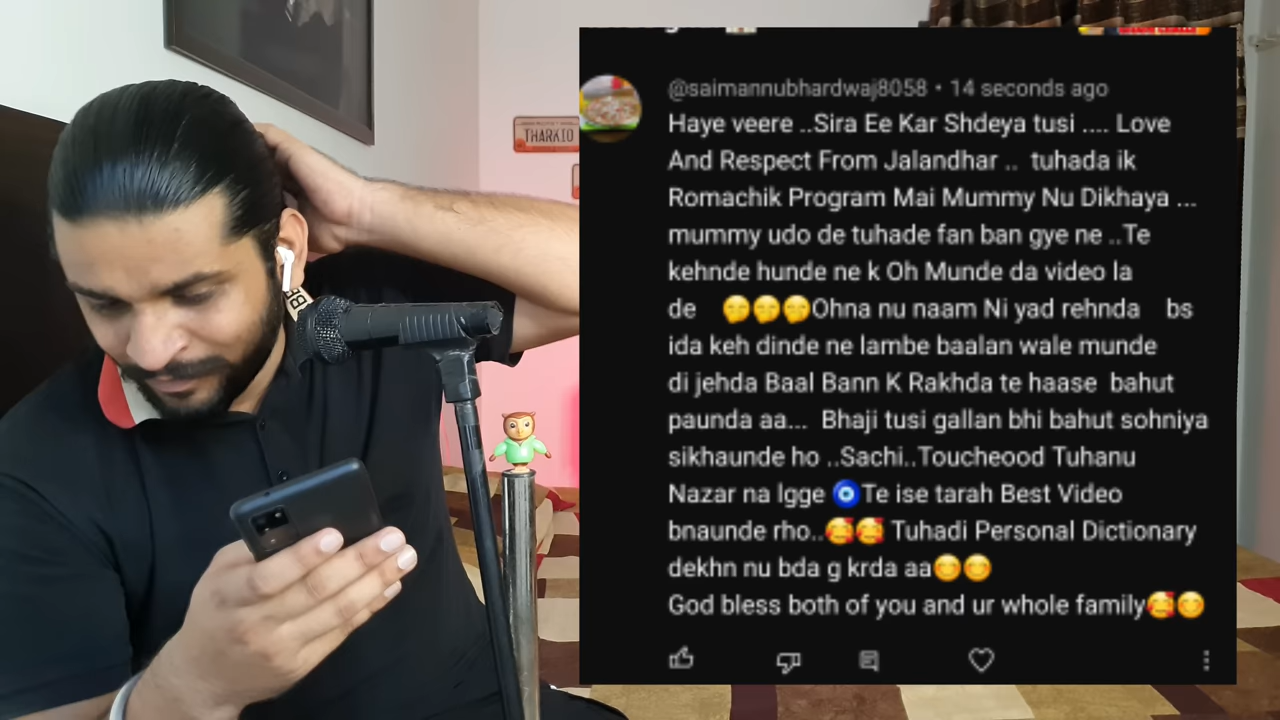 THARKIO
BE
@saimannubhardwaj8058 • 14 seconds ago
Haye veere ..Sira Ee Kar Shdeya tusi .... Love
And Respect From Jalandhar .. tuhada ik
Romachik Program Mai Mummy Nu Dikhaya ...
mummy udo de tuhade fan ban gye ne ..Te
kehnde hunde ne k Oh Munde da video la
de 🤭🤭🤭Ohna nu naam Ni yad rehnda bs
ida keh dinde ne lambe baalan wale munde
di jehda Baal Bann K Rakhda te haase bahut
paunda aa... Bhaji tusi gallan bhi bahut sohniya
sikhaunde ho ..Sachi..Toucheood Tuhanu
Nazar na lgge 🧿Te ise tarah Best Video
bnaunde rho..🥰🥰 Tuhadi Personal Dictionary
dekhn nu bda g krda aa😊😊
God bless both of you and ur whole family🥰😊